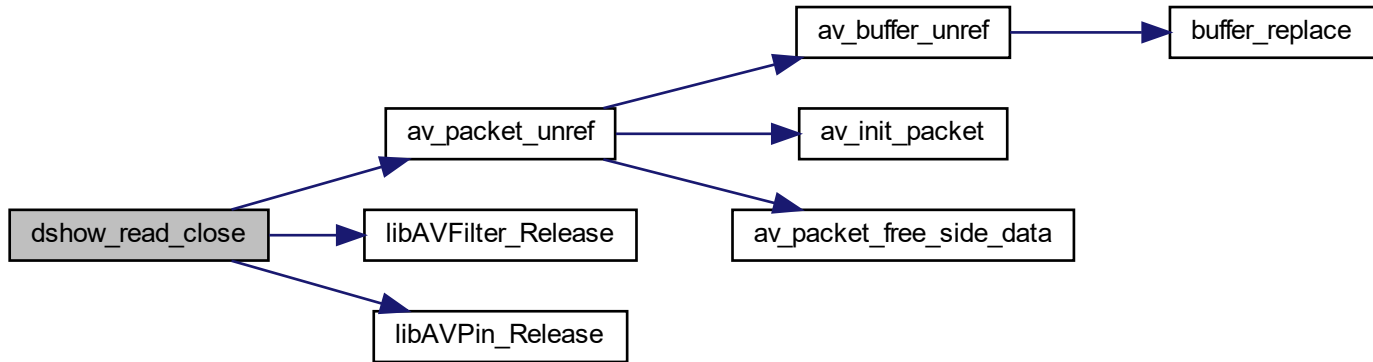 av_buffer_unref
buffer_replace
av_packet_unref
av_init_packet
dshow_read_close
libAVFilter_Release
av_packet_free_side_data
libAVPin_Release